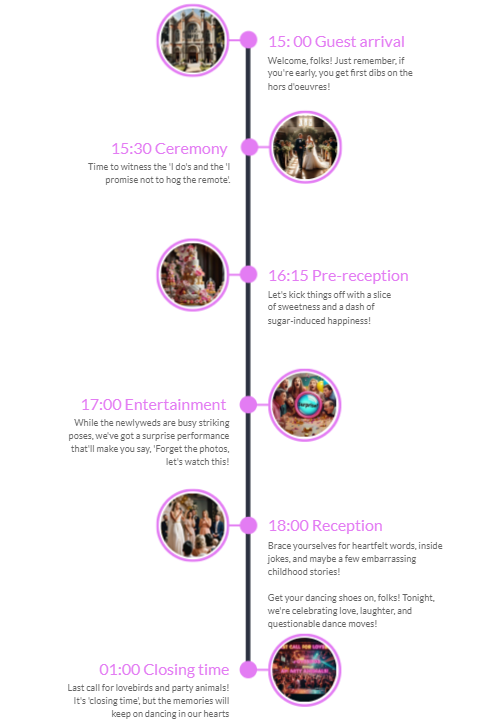 15: 00 Guest arrival
Welcome, folks! Just remember, if
you're early, you get first dibs on the
hors d'oeuvres!
15:30 Ceremony
Time to witness the 'I do's and the 'I
promise not to hog the remote'.
16:15 Pre-reception
Let's kick things off with a slice
of sweetness and a dash of
sugar-induced happiness!
17:00 Entertainment
While the newlyweds are busy striking
poses, we've got a surprise performance
that'll make you say, 'Forget the photos,
let's watch this!
18:00 Reception
Brace yourselves for heartfelt words, inside
jokes, and maybe a few embarrassing
childhood stories!
Get your dancing shoes on, folks! Tonight,
we're celebrating love, laughter, and
questionable dance moves!
01:00 Closing time
Last call for lovebirds and party animals!
It's 'closing time', but the memories will
keep on dancing in our hearts
CALL FOR